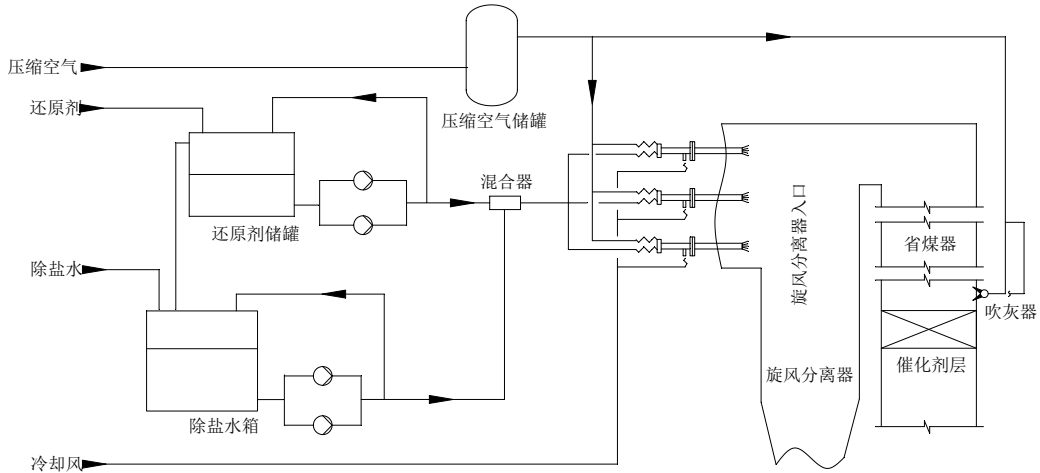 压缩空气
还原剂
压缩空气储罐
混合器
还原剂储罐
除盐水
除盐水箱
冷却风
旋风分离器入口
旋风分离器
省煤器
吹灰器
催化剂层